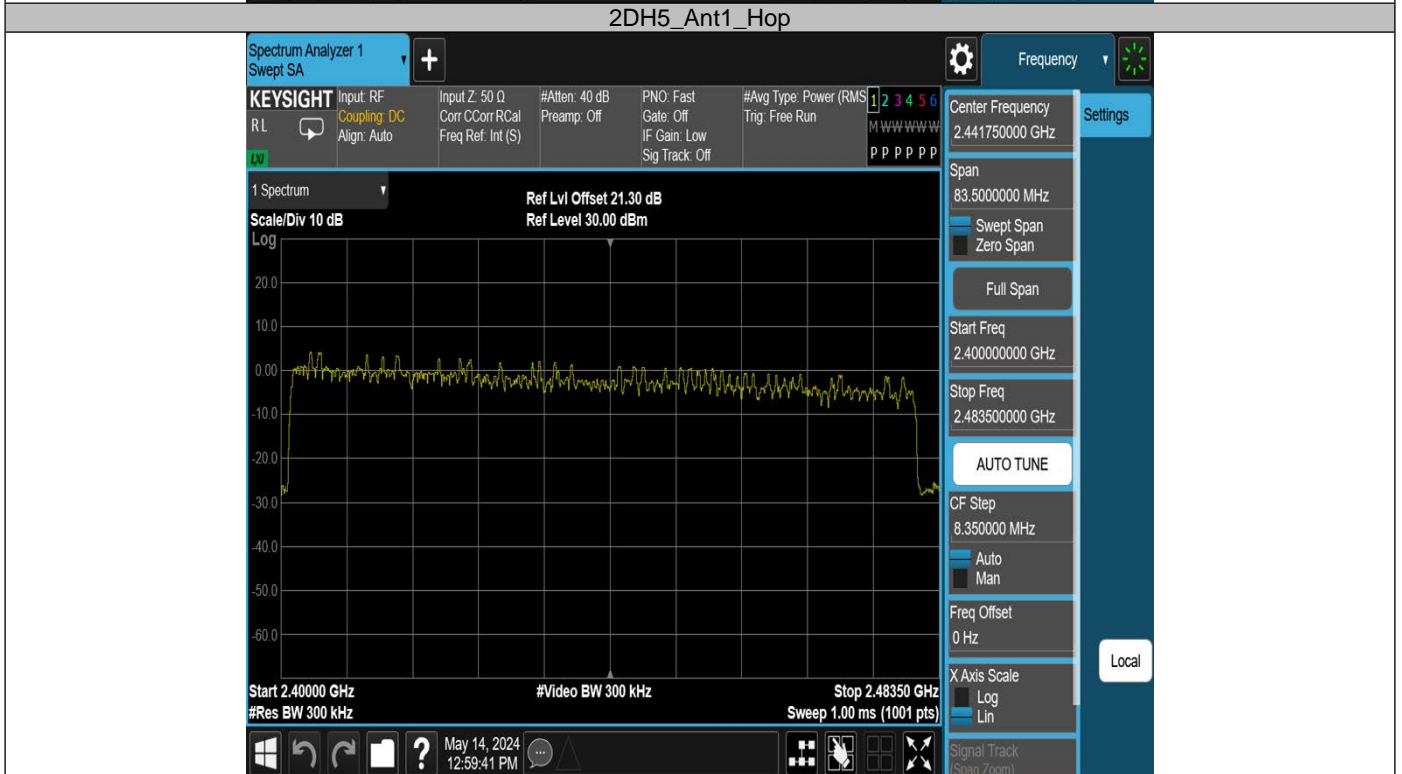 2DH5_Ant1_Hop
Spectrum Analyzer 1
Swept SA
+
Frequency
KEYSIGHT
RL
LXI
Input: RF
Coupling: DC
Align: Auto
Input Z: 50 Ω
Corr CCorr RCal
Freq Ref: Int (S)
#Atten: 40 dB
Preamp: Off
PNO: Fast
Gate: Off
IF Gain: Low
Sig Track: Off
#Avg Type: Power (RMS
Trig: Free Run
1 2 3 4 5 6
M W W W W W
P P P P P P
1 Spectrum
Scale/Div 10 dB
Ref Lvl Offset 21.30 dB
Ref Level 30.00 dBm
Log
20.0
10.0
0.00
-10.0
-20.0
-30.0
-40.0
-50.0
-60.0
Start 2.40000 GHz
#Res BW 300 kHz
#Video BW 300 kHz
Stop 2.48350 GHz
Sweep 1.00 ms (1001 pts)
Center Frequency
2.441750000 GHz
Settings
Span
83.5000000 MHz
Swept Span
Zero Span
Full Span
Start Freq
2.400000000 GHz
Stop Freq
2.483500000 GHz
AUTO TUNE
CF Step
8.350000 MHz
Auto
Man
Freq Offset
0 Hz
Local
X Axis Scale
Log
Lin
Signal Track
(Span Zoom)
?
May 14, 2024
12:59:41 PM